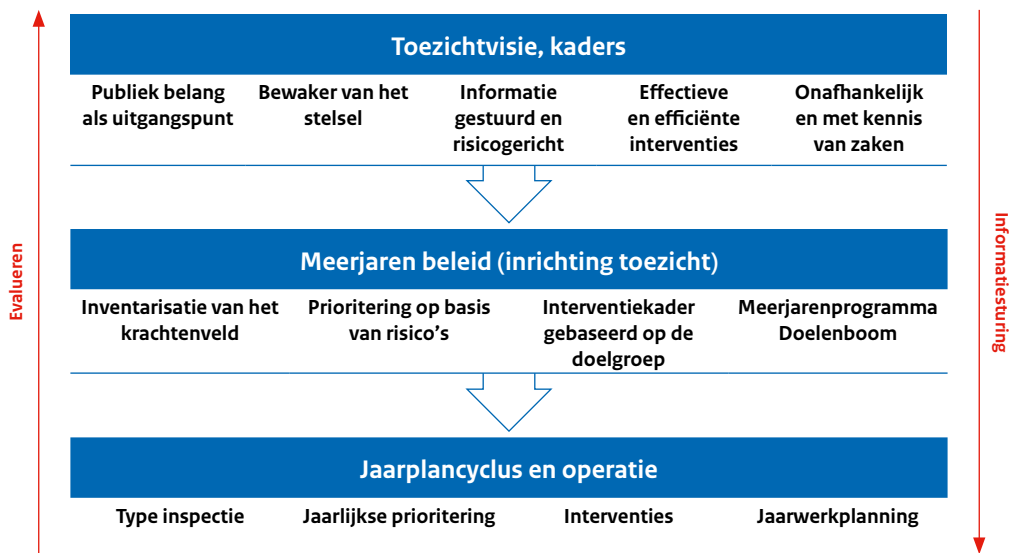 Toezichtvisie, kaders
Publiek belang
als uitgangspunt
Bewaker van het
stelsel
Informatie
gestuurd en
risicogericht
Effectieve
en efficiënte
interventies
Onafhankelijk
en met kennis
van zaken
Evalueren
Informatiesturing
Meerjaren beleid (inrichting toezicht)
Inventarisatie van het
krachtenveld
Prioritering op basis
van risico's
Interventiekader
gebaseerd op de
doelgroep
Meerjarenprogramma
Doelenboom
Jaarplancyclus en operatie
Type inspectie
Jaarlijkse prioritering
Interventies
Jaarwerkplanning